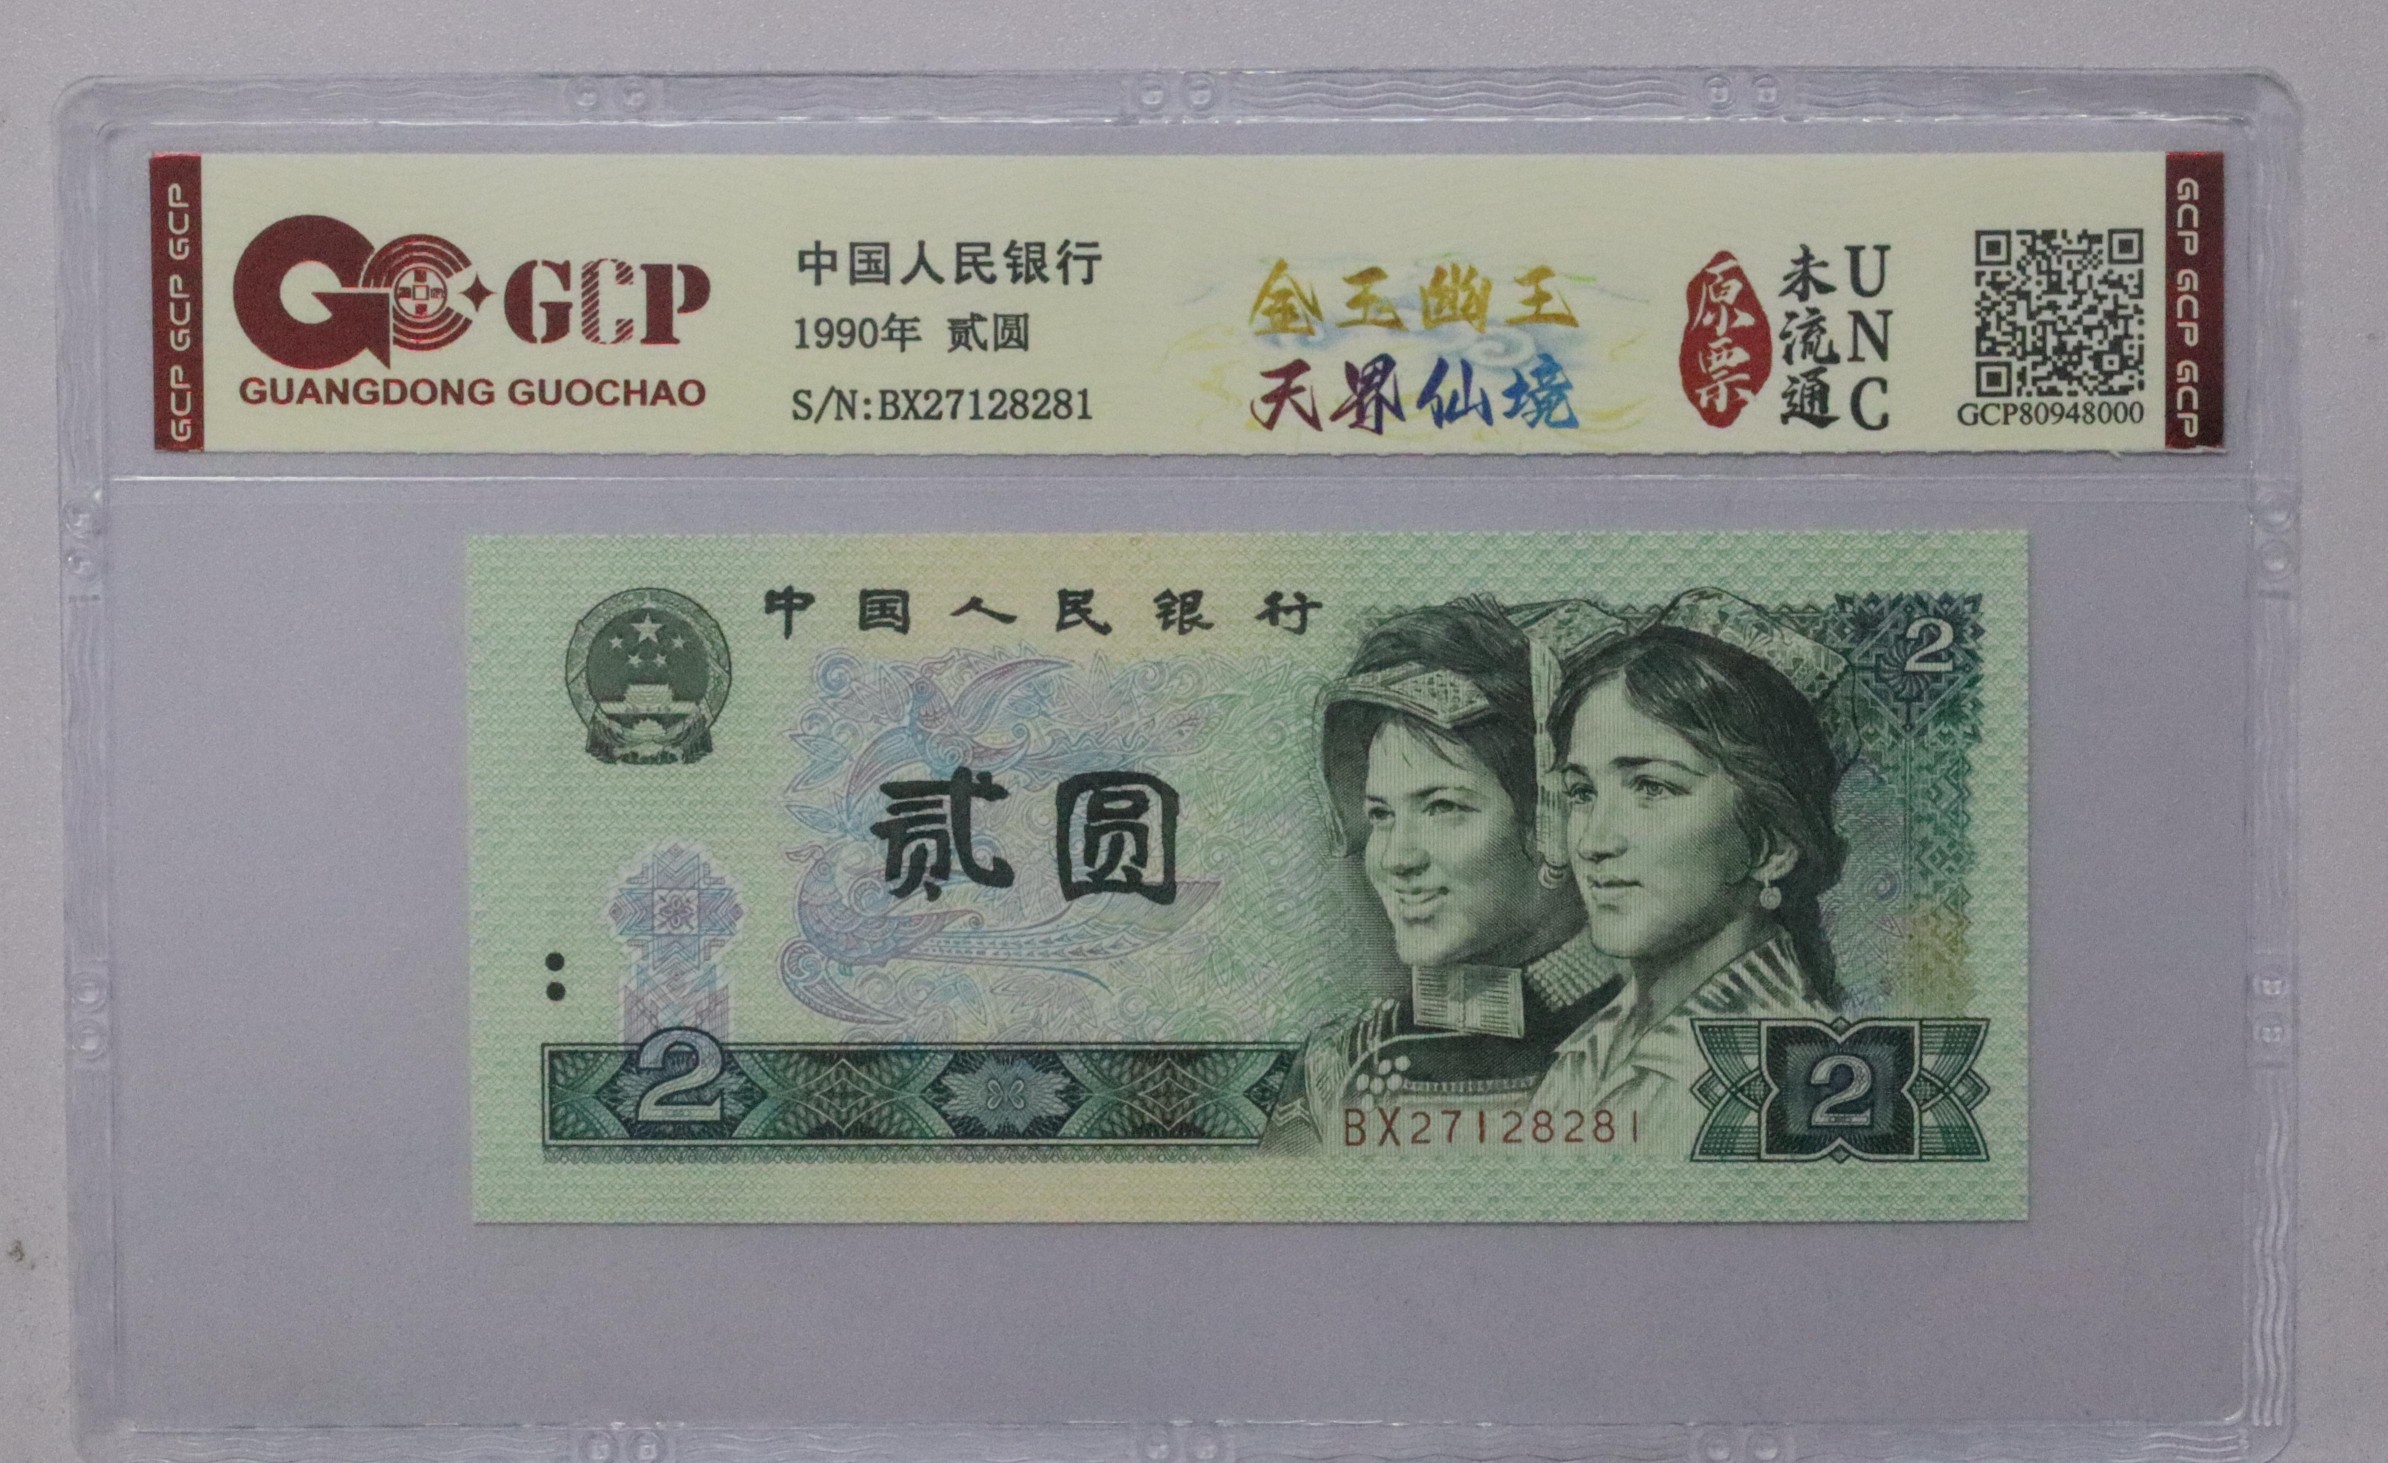 GCP GCP GCP
GCP
GUANGDONG GUOCHAO
中国人民银行
1990年 贰圆
S/N:BX27128281
金玉幽王
天界仙境
原票
未流通
UNC
GCP80948000
GCP GCP GCP
中国人民银行
2
贰圆
2
BX27128281
2